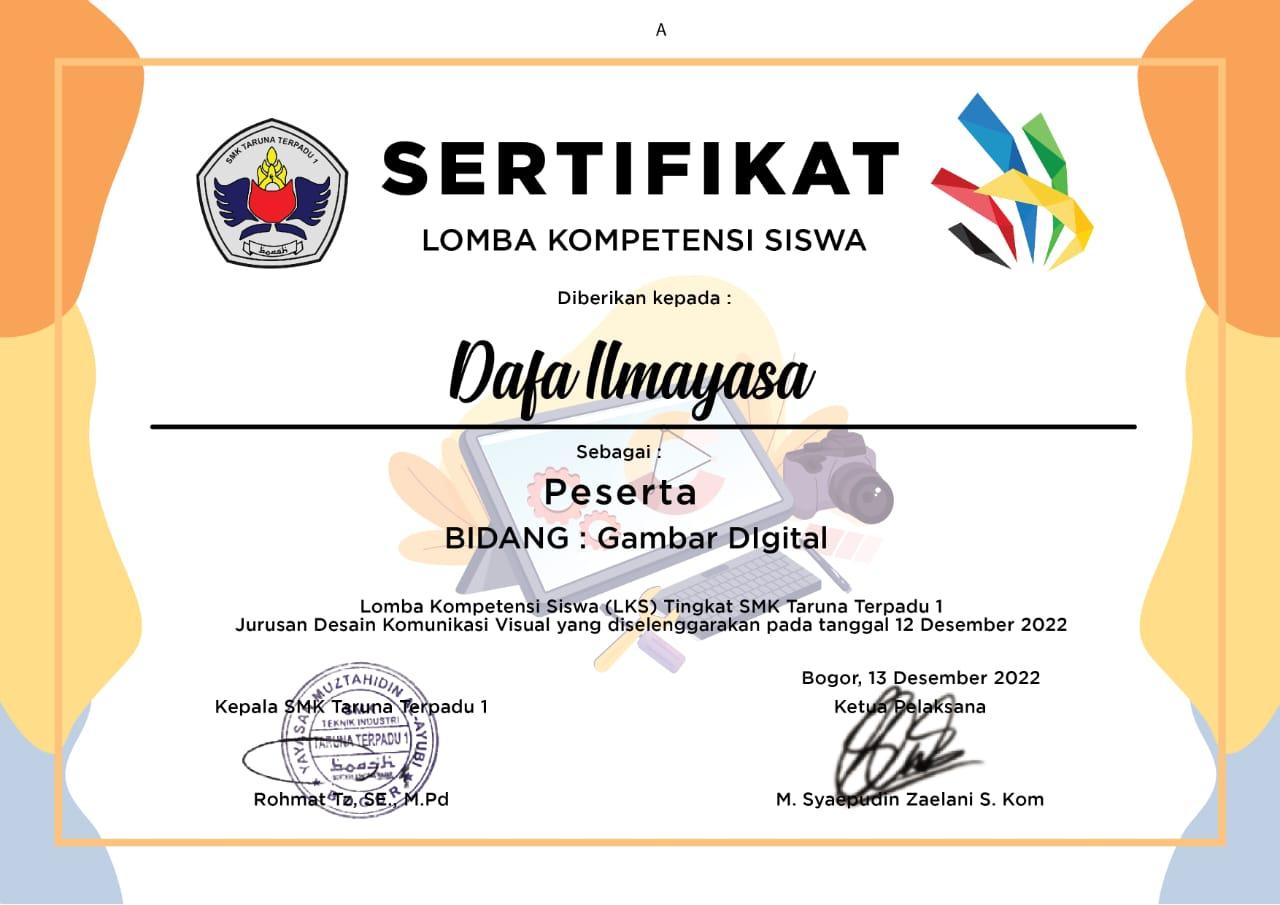 A
SMK TARUNA TERPADU 1
SERTIFIKAT
LOMBA KOMPETENSI SISWA
Diberikan kepada :
Dafa Ilmayasa
Sebagai :
Peserta
BIDANG : Gambar DIgital
Lomba Kompetensi Siswa (LKS) Tingkat SMK Taruna Terpadu 1
Jurusan Desain Komunikasi Visual yang diselenggarakan pada tanggal 12 Desember 2022
Bogor, 13 Desember 2022
Kepala SMK Taruna Terpadu 1
Ketua Pelaksana
YAYASAN MUZTAHIDIN AL-AYUBI
SMK
TEKNIK INDUSTRI
TARUNA TERPADU 1
BOGOR
Rohmat Tz, SE., M.Pd
M. Syaepudin Zaelani S. Kom